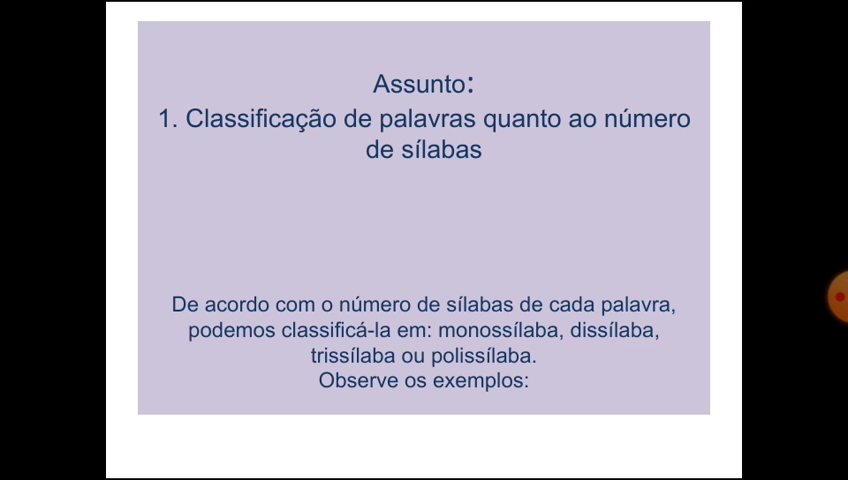 Assunto:
1. Classificação de palavras quanto ao número
de sílabas
De acordo com o número de sílabas de cada palavra,
podemos classificá-la em: monossílaba, dissílaba,
trissílaba ou polissílaba.
Observe os exemplos: